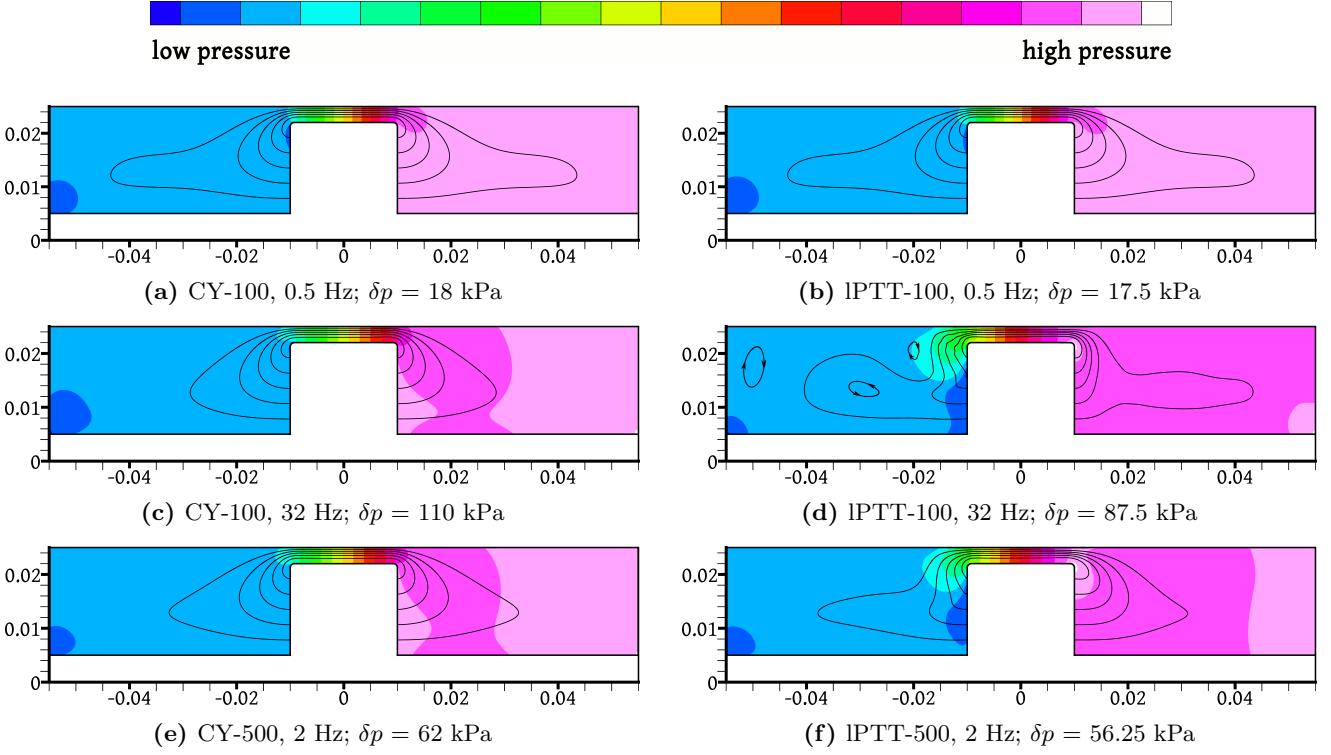 low pressure high pressure
0.02 0.02
0.01 0.01
0 0
-0.04 -0.02 0 0.02 0.04 -0.04 -0.02 0 0.02 0.04
(a) CY-100, 0.5 Hz; δp = 18 kPa (b) lPTT-100, 0.5 Hz; δp = 17.5 kPa
0.02 0.02
0.01 0.01
0 0
-0.04 -0.02 0 0.02 0.04 -0.04 -0.02 0 0.02 0.04
(c) CY-100, 32 Hz; δp = 110 kPa (d) lPTT-100, 32 Hz; δp = 87.5 kPa
0.02 0.02
0.01 0.01
0 0
-0.04 -0.02 0 0.02 0.04 -0.04 -0.02 0 0.02 0.04
(e) CY-500, 2 Hz; δp = 62 kPa (f) lPTT-500, 2 Hz; δp = 56.25 kPa